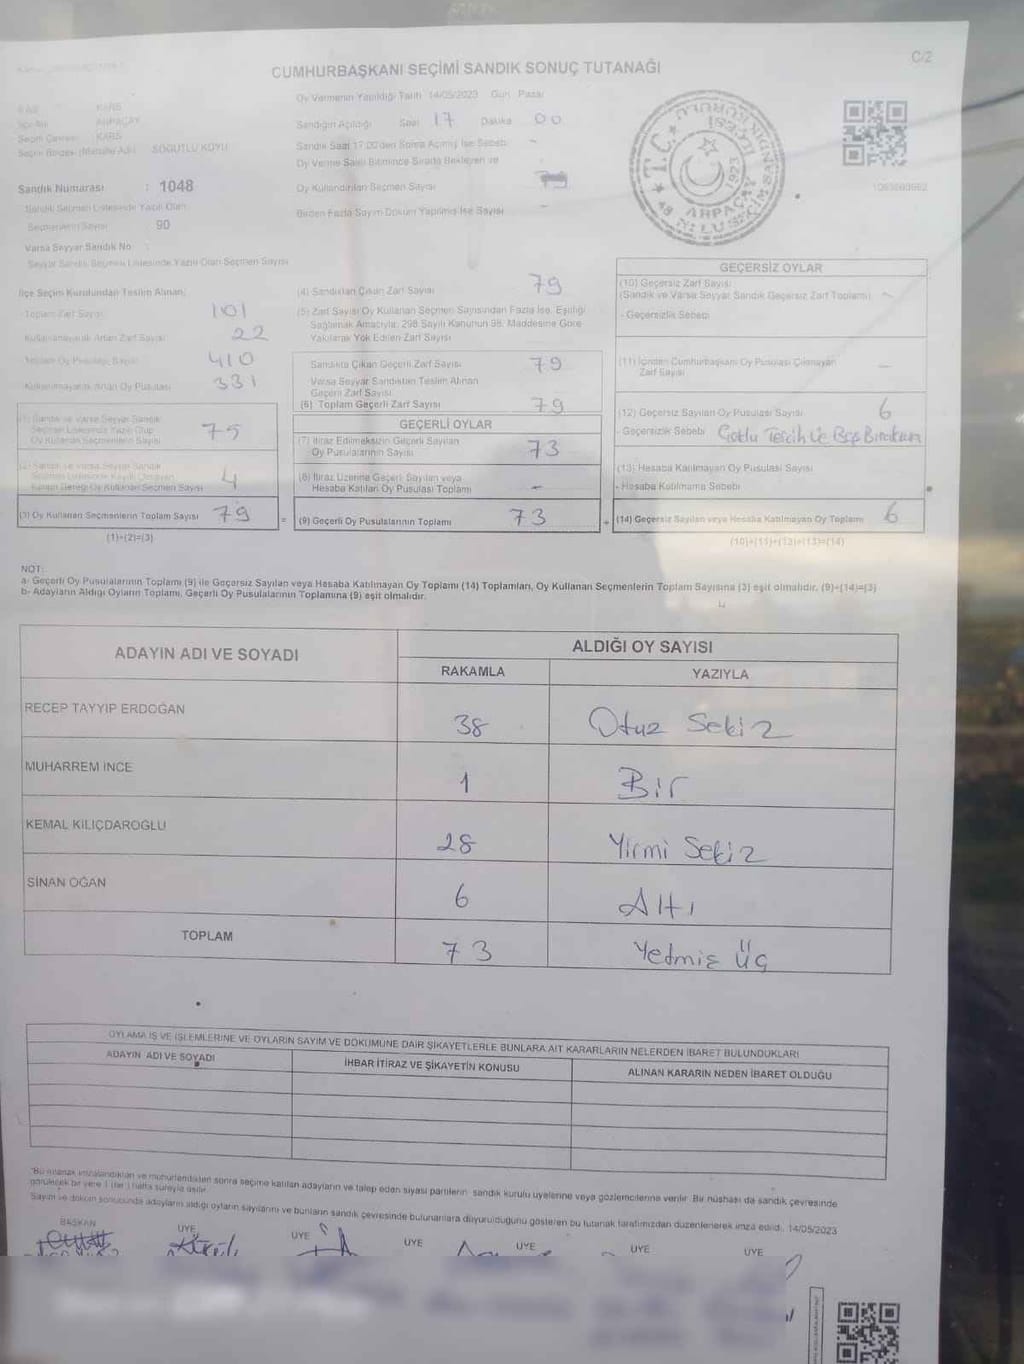 C/2
CUMHURBAŞKANI SEÇİMİ SANDIK SONUÇ TUTANAĞI
KARS
ARPAÇAY
KARS
SÖĞÜTLÜ KÖYÜ
Sandık Numarası : 1048
Sandık Seçmen Listesinde Yazılı Olan
Seçmenlerin Sayısı 90
Varsa Seyyar Sandık No :
Seyyar Sandık Seçmen Listesinde Yazılı Olan Seçmen Sayısı
Oy Vermenin Yapıldığı Tarih 14/05/2023 Gün Pazar
Sandığın Açıldığı Saat 17 Dakika 00
Sandık Saat 17:00'den Sonra Açılmış İse Sebebi -
Oy Verme Saati Bitiminde Sırada Bekleyen ve
Oy Kullandırılan Seçmen Sayısı
Birden Fazla Sayım Döküm Yapılmış İse Sayısı -
T.C.
ARPAÇAY
1923
İlçe Seçim Kurulundan Teslim Alınan;
Toplam Zarf Sayısı 101
Kullanılmayarak Artan Zarf Sayısı 22
Toplam Oy Pusulası Sayısı 410
Kullanılmayarak Artan Oy Pusulası 331
(1) Sandık ve Varsa Seyyar Sandık
Seçmen Listesinde Yazılı Olup
Oy Kullanan Seçmenlerin Sayısı 75
(2) Sandık ve Varsa Seyyar Sandık
Seçmen Listesinde Kayıtlı Olmayan
Kanun Gereği Oy Kullanan Seçmen Sayısı 4
(3) Oy Kullanan Seçmenlerin Toplam Sayısı 79
(1)+(2)=(3)
(4) Sandıktan Çıkan Zarf Sayısı 79
(5) Zarf Sayısı Oy Kullanan Seçmen Sayısından Fazla İse, Eşitliği
Sağlamak Amacıyla, 298 Sayılı Kanunun 98. Maddesine Göre
Yakılarak Yok Edilen Zarf Sayısı
Sandıkta Çıkan Geçerli Zarf Sayısı 79
Varsa Seyyar Sandıktan Teslim Alınan
Geçerli Zarf Sayısı
(6) Toplam Geçerli Zarf Sayısı 79
GEÇERLİ OYLAR
(7) İtiraz Edilmeksizin Geçerli Sayılan
Oy Pusulalarının Sayısı 73
(8) İtiraz Üzerine Geçerli Sayılan veya
Hesaba Katılan Oy Pusulası Toplamı -
= (9) Geçerli Oy Pusulalarının Toplamı 73
GEÇERSİZ OYLAR
(10) Geçersiz Zarf Sayısı
(Sandık ve Varsa Seyyar Sandık Geçersiz Zarf Toplamı) -
- Geçersizlik Sebebi
(11) İçinden Cumhurbaşkanı Oy Pusulası Çıkmayan
Zarf Sayısı -
(12) Geçersiz Sayılan Oy Pusulası Sayısı 6
- Geçersizlik Sebebi Çoklu Tercih Ve Boş Bırakım
(13) Hesaba Katılmayan Oy Pusulası Sayısı
- Hesaba Katılmama Sebebi
+ (14) Geçersiz Sayılan veya Hesaba Katılmayan Oy Toplamı 6
(10)+(11)+(12)+(13)=(14)
NOT:
a- Geçerli Oy Pusulalarının Toplamı (9) ile Geçersiz Sayılan veya Hesaba Katılmayan Oy Toplamı (14) Toplamları, Oy Kullanan Seçmenlerin Toplam Sayısına (3) eşit olmalıdır. (9)+(14)=(3)
b- Adayların Aldığı Oyların Toplamı, Geçerli Oy Pusulalarının Toplamına (9) eşit olmalıdır.
ADAYIN ADI VE SOYADI
ALDIĞI OY SAYISI
RAKAMLA YAZIYLA
RECEP TAYYİP ERDOĞAN 38 Otuz Sekiz
MUHARREM İNCE 1 Bir
KEMAL KILIÇDAROĞLU 28 Yirmi Sekiz
SİNAN OĞAN 6 Altı
TOPLAM 73 Yetmiş Üç
OYLAMA İŞ VE İŞLEMLERİNE VE OYLARIN SAYIM VE DÖKÜMÜNE DAİR ŞİKAYETLERLE BUNLARA AİT KARARLARIN NELERDEN İBARET BULUNDUKLARI
ADAYIN ADI VE SOYADI İHBAR İTİRAZ VE ŞİKAYETİN KONUSU ALINAN KARARIN NEDEN İBARET OLDUĞU
*Bu tutanak imzalandıktan ve mühürlendikten sonra seçime katılan adayların ve talep eden siyasi partilerin sandık kurulu üyelerine veya gözlemcilerine verilir. Bir nüshası da sandık çevresinde
görülecek bir yere 1 (bir) hafta süreyle asılır.
Sayım ve döküm sonucunda adayların aldığı oyların sayılarını ve bunların sandık çevresinde bulunanlara duyurulduğunu gösteren bu tutanak tarafımızdan düzenlenerek imza edildi. 14/05/2023
BAŞKAN ÜYE ÜYE ÜYE ÜYE ÜYE ÜYE